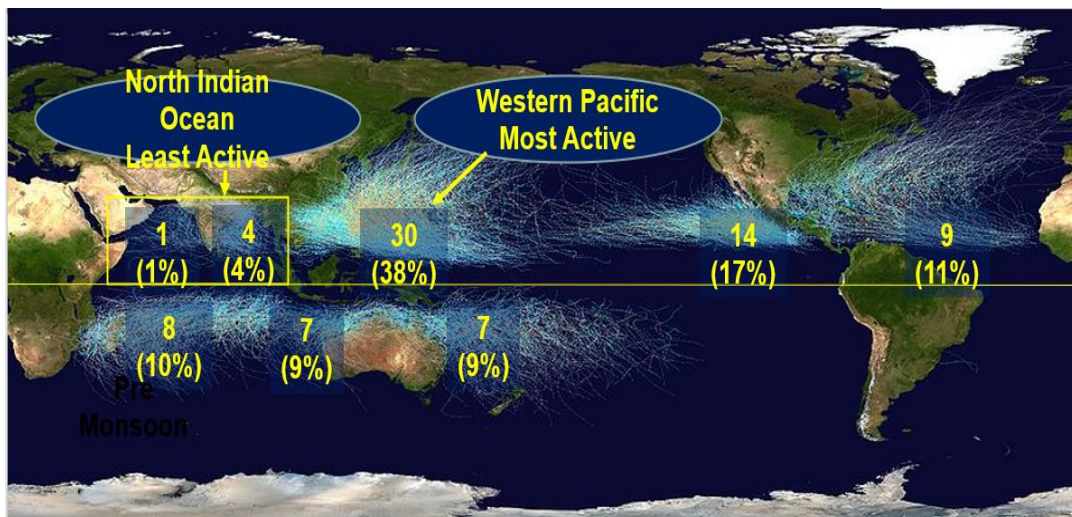 North Indian
Ocean
Least Active
Western Pacific
Most Active
1
(1%)
4
(4%)
30
(38%)
14
(17%)
9
(11%)
8
(10%)
7
(9%)
7
(9%)
Pre
Monsoon